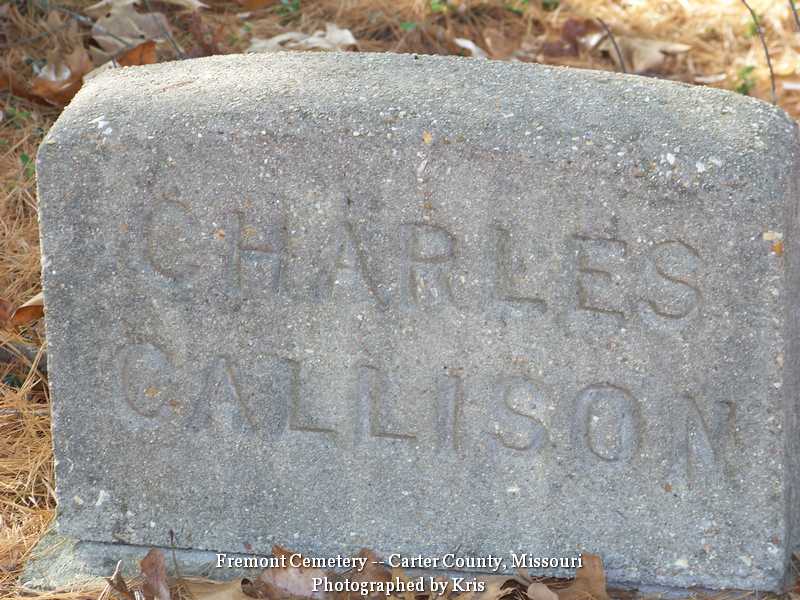 CHARLES
CALLISON
Fremont Cemetery -- Carter County, Missouri
Photographed by Kris